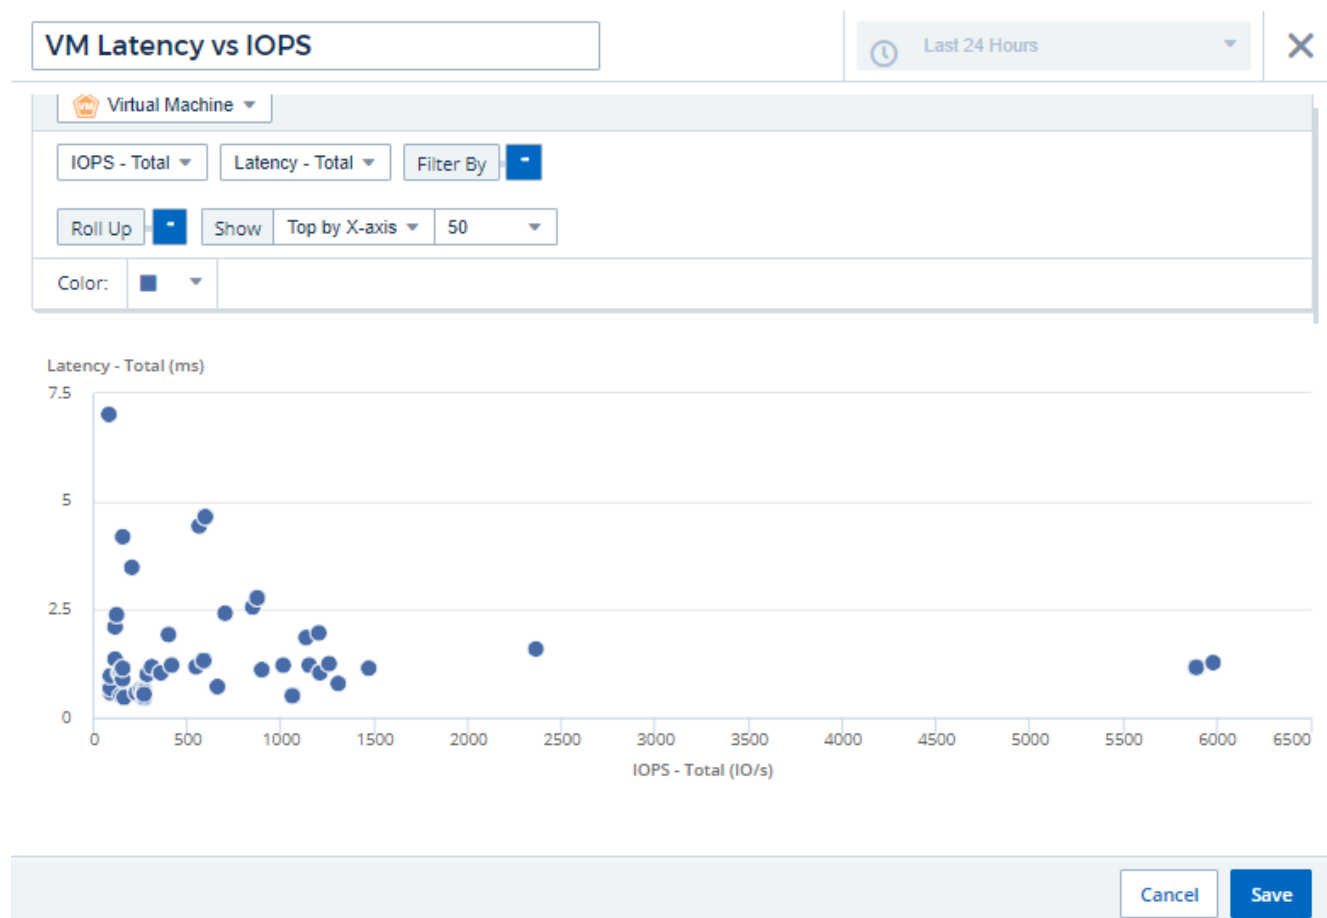 VM Latency vs IOPS
Last 24 Hours
VM Virtual Machine
IOPS - Total Latency - Total Filter By -
Roll Up - Show Top by X-axis 50
Color:
Latency - Total (ms)
7.5
5
2.5
0
0 500 1000 1500 2000 2500 3000 3500 4000 4500 5000 5500 6000 6500
IOPS - Total (IO/s)
Cancel Save